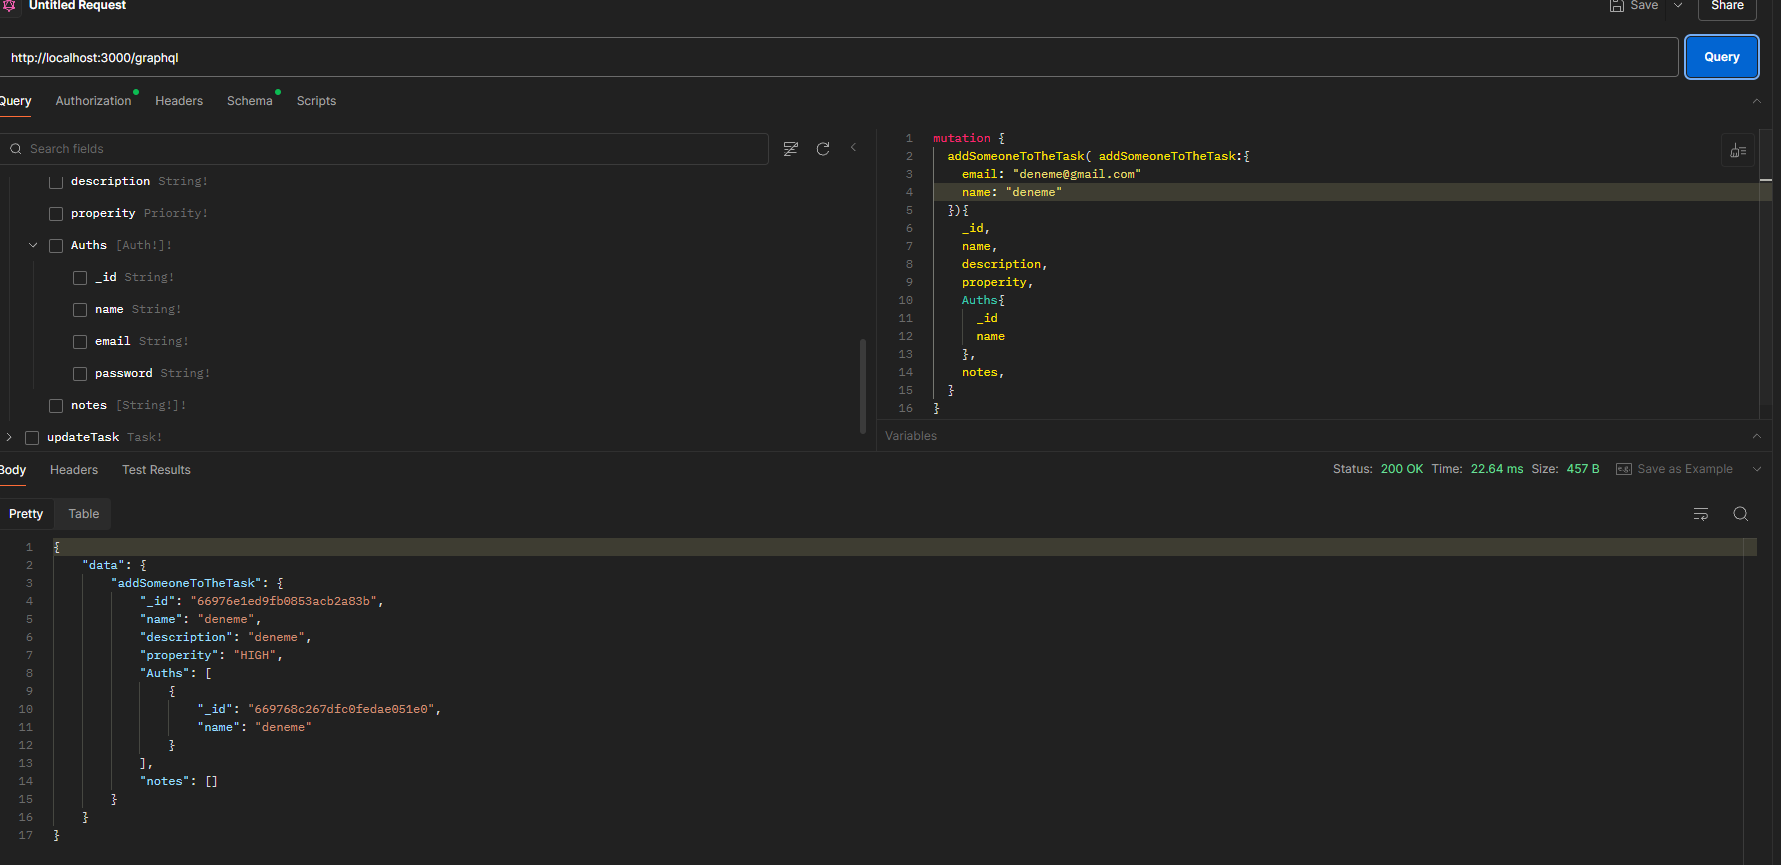 Untitled Request
Save
Share
http://localhost:3000/graphql
Query
Query Authorization Headers Schema Scripts
Search fields
description String!
properity Priority!
Auths [Auth!]!
_id String!
name String!
email String!
password String!
notes [String!]!
updateTask Task!
1 mutation {
2 addSomeoneToTheTask( addSomeoneToTheTask:{
3 email: "deneme@gmail.com"
4 name: "deneme"
5 }){
6 _id,
7 name,
8 description,
9 properity,
10 Auths{
11 _id
12 name
13 },
14 notes,
15 }
16 }
Variables
Body Headers Test Results
Status: 200 OK Time: 22.64 ms Size: 457 B
e.g. Save as Example
Pretty Table
1 {
2 "data": {
3 "addSomeoneToTheTask": {
4 "_id": "66976e1ed9fb0853acb2a83b",
5 "name": "deneme",
6 "description": "deneme",
7 "properity": "HIGH",
8 "Auths": [
9 {
10 "_id": "669768c267dfc0fedae051e0",
11 "name": "deneme"
12 }
13 ],
14 "notes": []
15 }
16 }
17 }